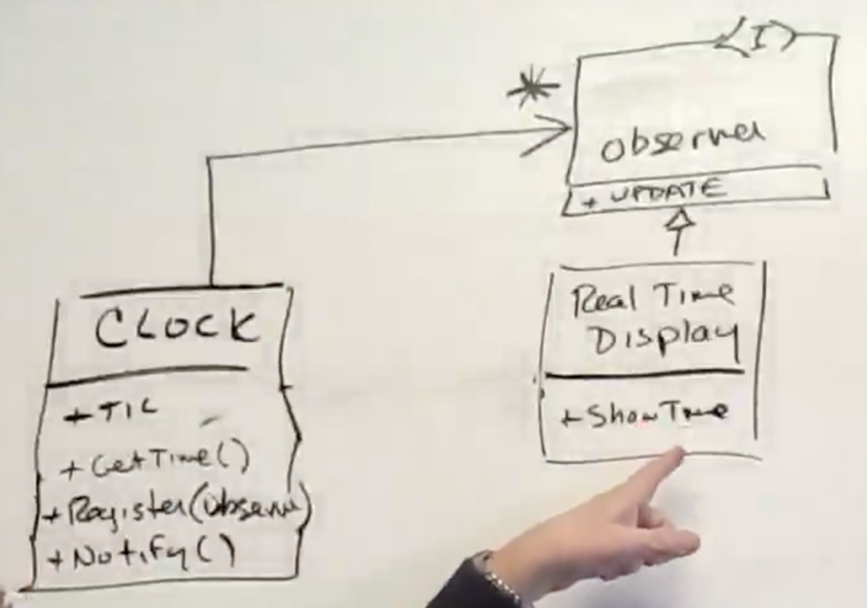 <I>
*
Observer
+ UPDATE
CLOCK
+ TIC
+ GetTime()
+ Register(Observer)
+ Notify()
Real Time
Display
+ ShowTime